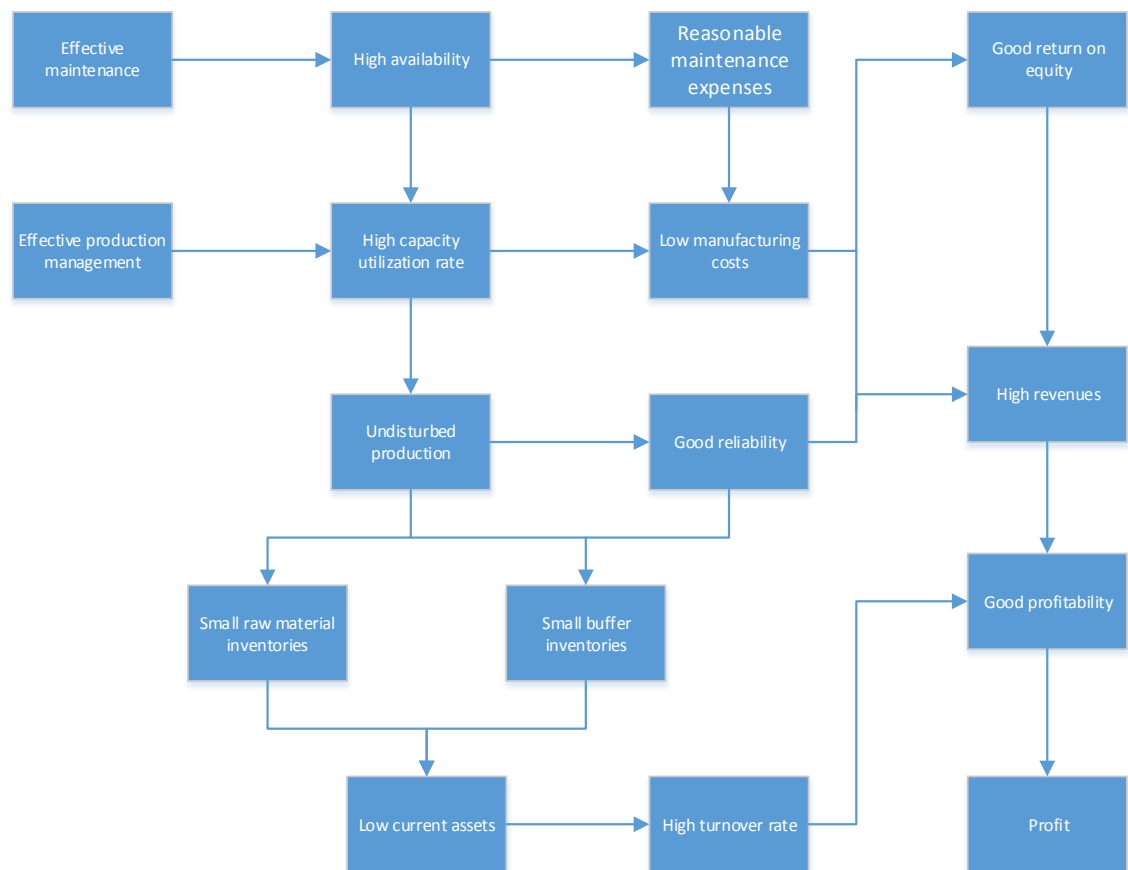 Effective
maintenance
High availability
Reasonable
maintenance
expenses
Good return on
equity
Effective production
management
High capacity
utilization rate
Low manufacturing
costs
High revenues
Undisturbed
production
Good reliability
Good profitability
Small raw material
inventories
Small buffer
inventories
Low current assets
High turnover rate
Profit